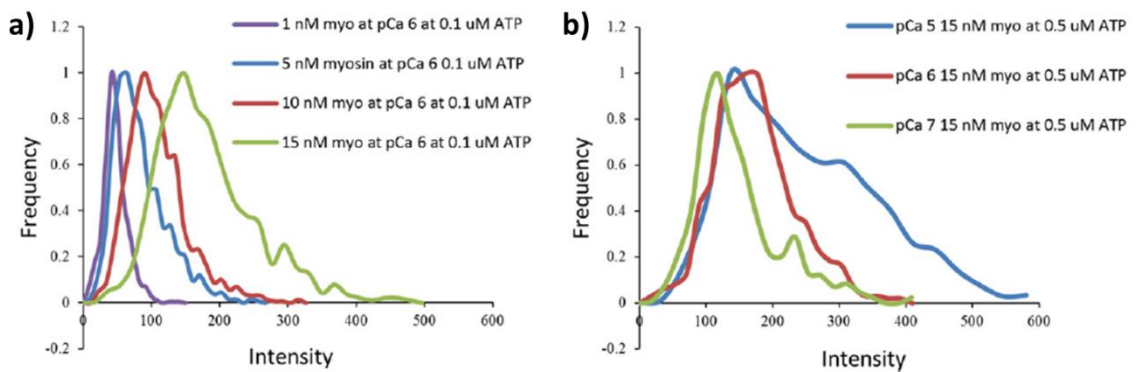 a)
1 nM myo at pCa 6 at 0.1 uM ATP
5 nM myosin at pCa 6 0.1 uM ATP
10 nM myo at pCa 6 at 0.1 uM ATP
15 nM myo at pCa 6 at 0.1 uM ATP
Frequency
1.2
1
0.8
0.6
0.4
0.2
0
-0.2
0
100
200
300
400
500
600
Intensity
b)
pCa 5 15 nM myo at 0.5 uM ATP
pCa 6 15 nM myo at 0.5 uM ATP
pCa 7 15 nM myo at 0.5 uM ATP
Frequency
1.2
1
0.8
0.6
0.4
0.2
0
-0.2
0
100
200
300
400
500
600
Intensity